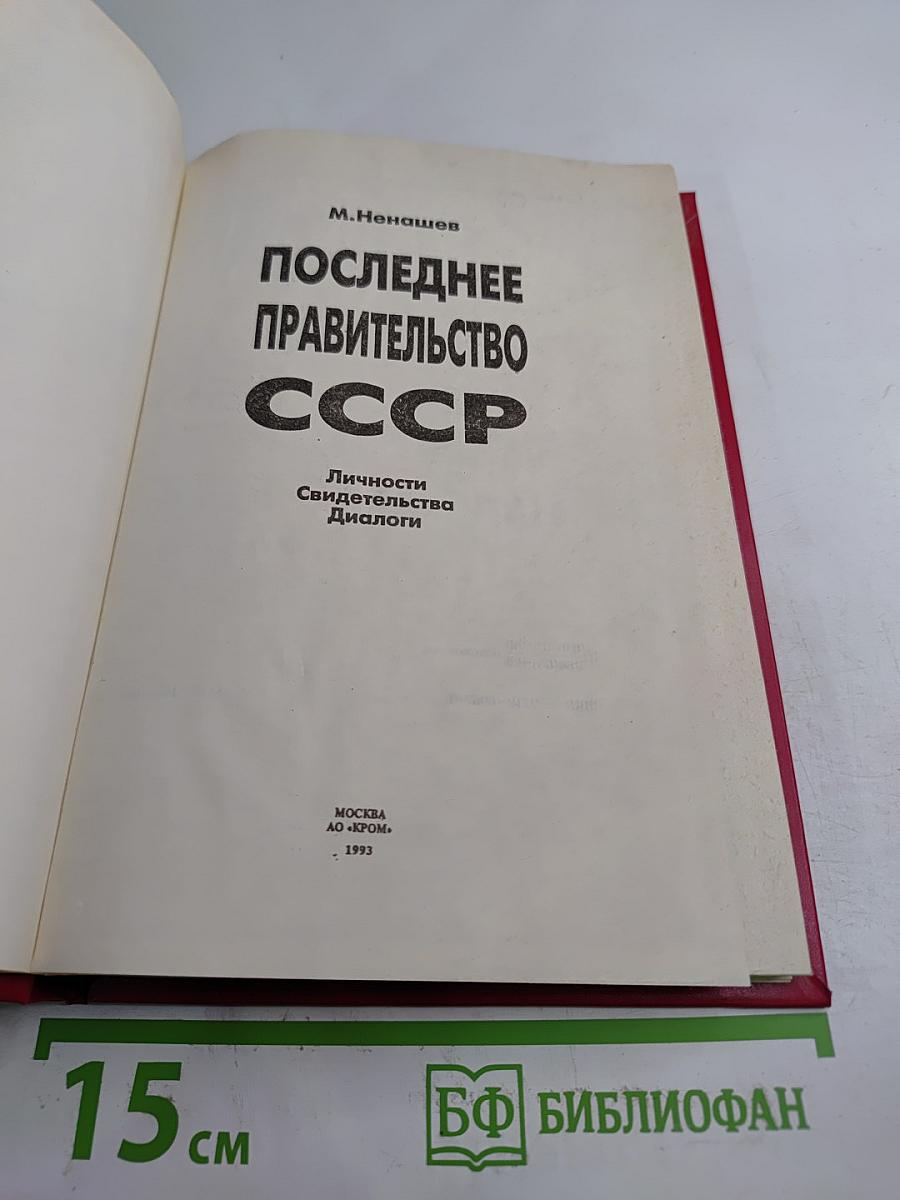 М.Ненашев
ПОСЛЕДНЕЕ
ПРАВИТЕЛЬСТВО
СССР
Личности
Свидетельства
Диалоги
МОСКВА
АО «КРОМ»
1993
15 см
БФ БИБЛИОФАН